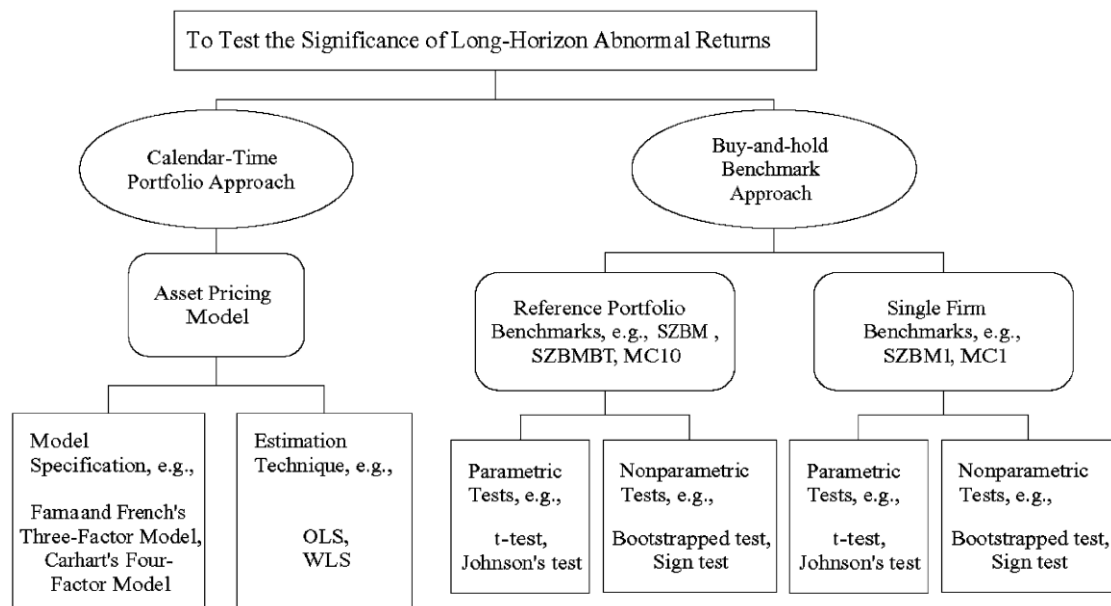 To Test the Significance of Long-Horizon Abnormal Returns
Calendar-Time
Portfolio Approach
Buy-and-hold
Benchmark
Approach
Asset Pricing
Model
Reference Portfolio
Benchmarks, e.g., SZBM ,
SZBMBT, MC10
Single Firm
Benchmarks, e.g.,
SZBM1, MC1
Model
Specification, e.g.,
Fama and French's
Three-Factor Model,
Carhart's Four-
Factor Model
Estimation
Technique, e.g.,
OLS,
WLS
Parametric
Tests, e.g.,
t-test,
Johnson's test
Nonparametric
Tests, e.g.,
Bootstrapped test,
Sign test
Parametric
Tests, e.g.,
t-test,
Johnson's test
Nonparametric
Tests, e.g.,
Bootstrapped test,
Sign test